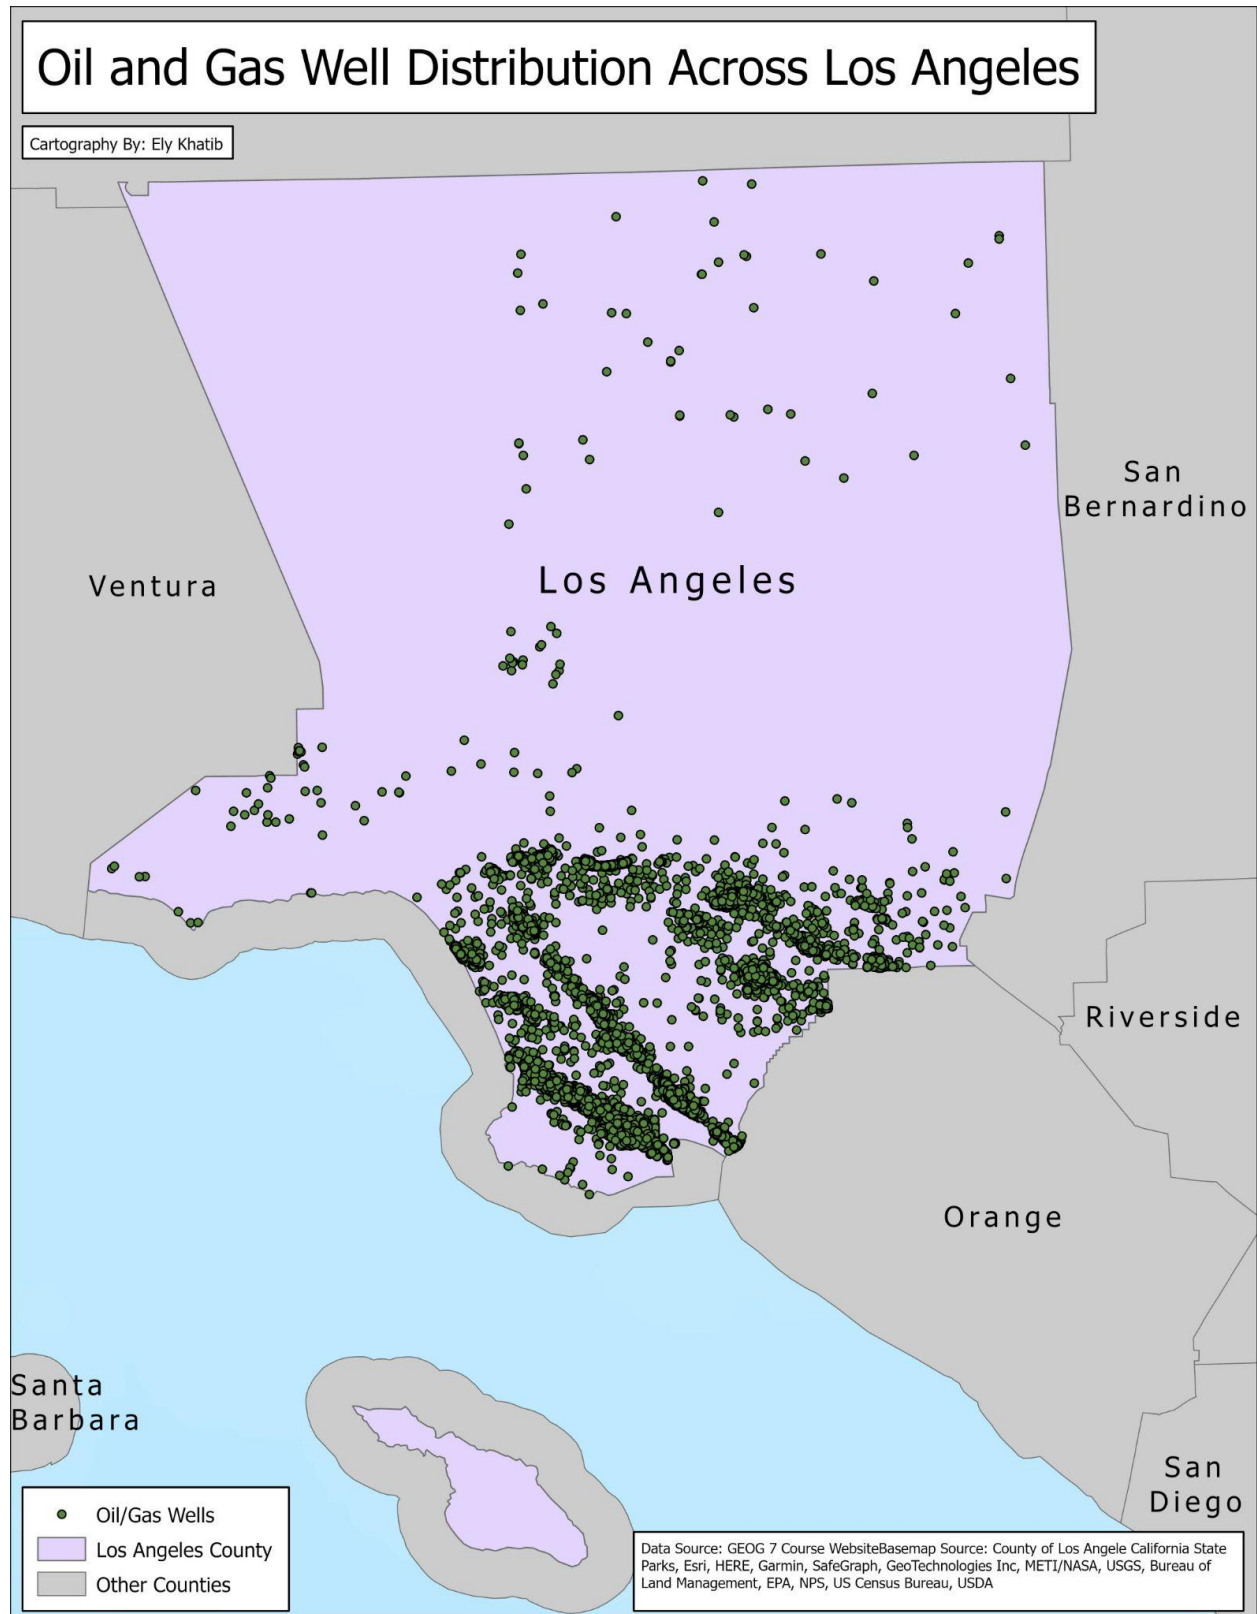 Oil and Gas Well Distribution Across Los Angeles
Cartography By: Ely Khatib
San
Bernardino
Los Angeles
Ventura
Riverside
Orange
Santa
Barbara
San
Diego
Oil/Gas Wells
Los Angeles County
Other Counties
Data Source: GEOG 7 Course WebsiteBasemap Source: County of Los Angele California State
Parks, Esri, HERE, Garmin, SafeGraph, GeoTechnologies Inc, METI/NASA, USGS, Bureau of
Land Management, EPA, NPS, US Census Bureau, USDA